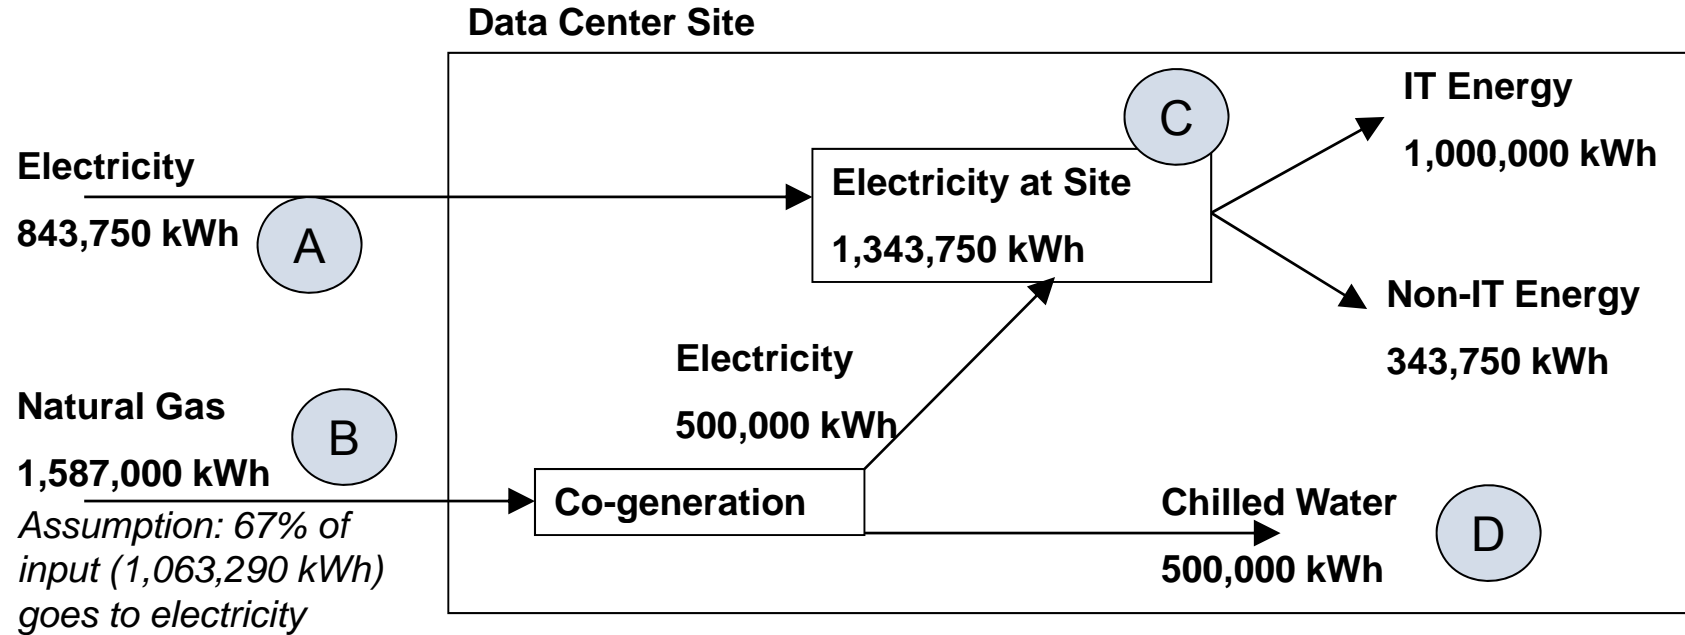 Data Center Site
Electricity
843,750 kWh
A
Natural Gas
1,587,000 kWh
B
Assumption: 67% of
input (1,063,290 kWh)
goes to electricity
Electricity at Site
1,343,750 kWh
C
Electricity
500,000 kWh
Co-generation
Chilled Water
500,000 kWh
D
IT Energy
1,000,000 kWh
Non-IT Energy
343,750 kWh